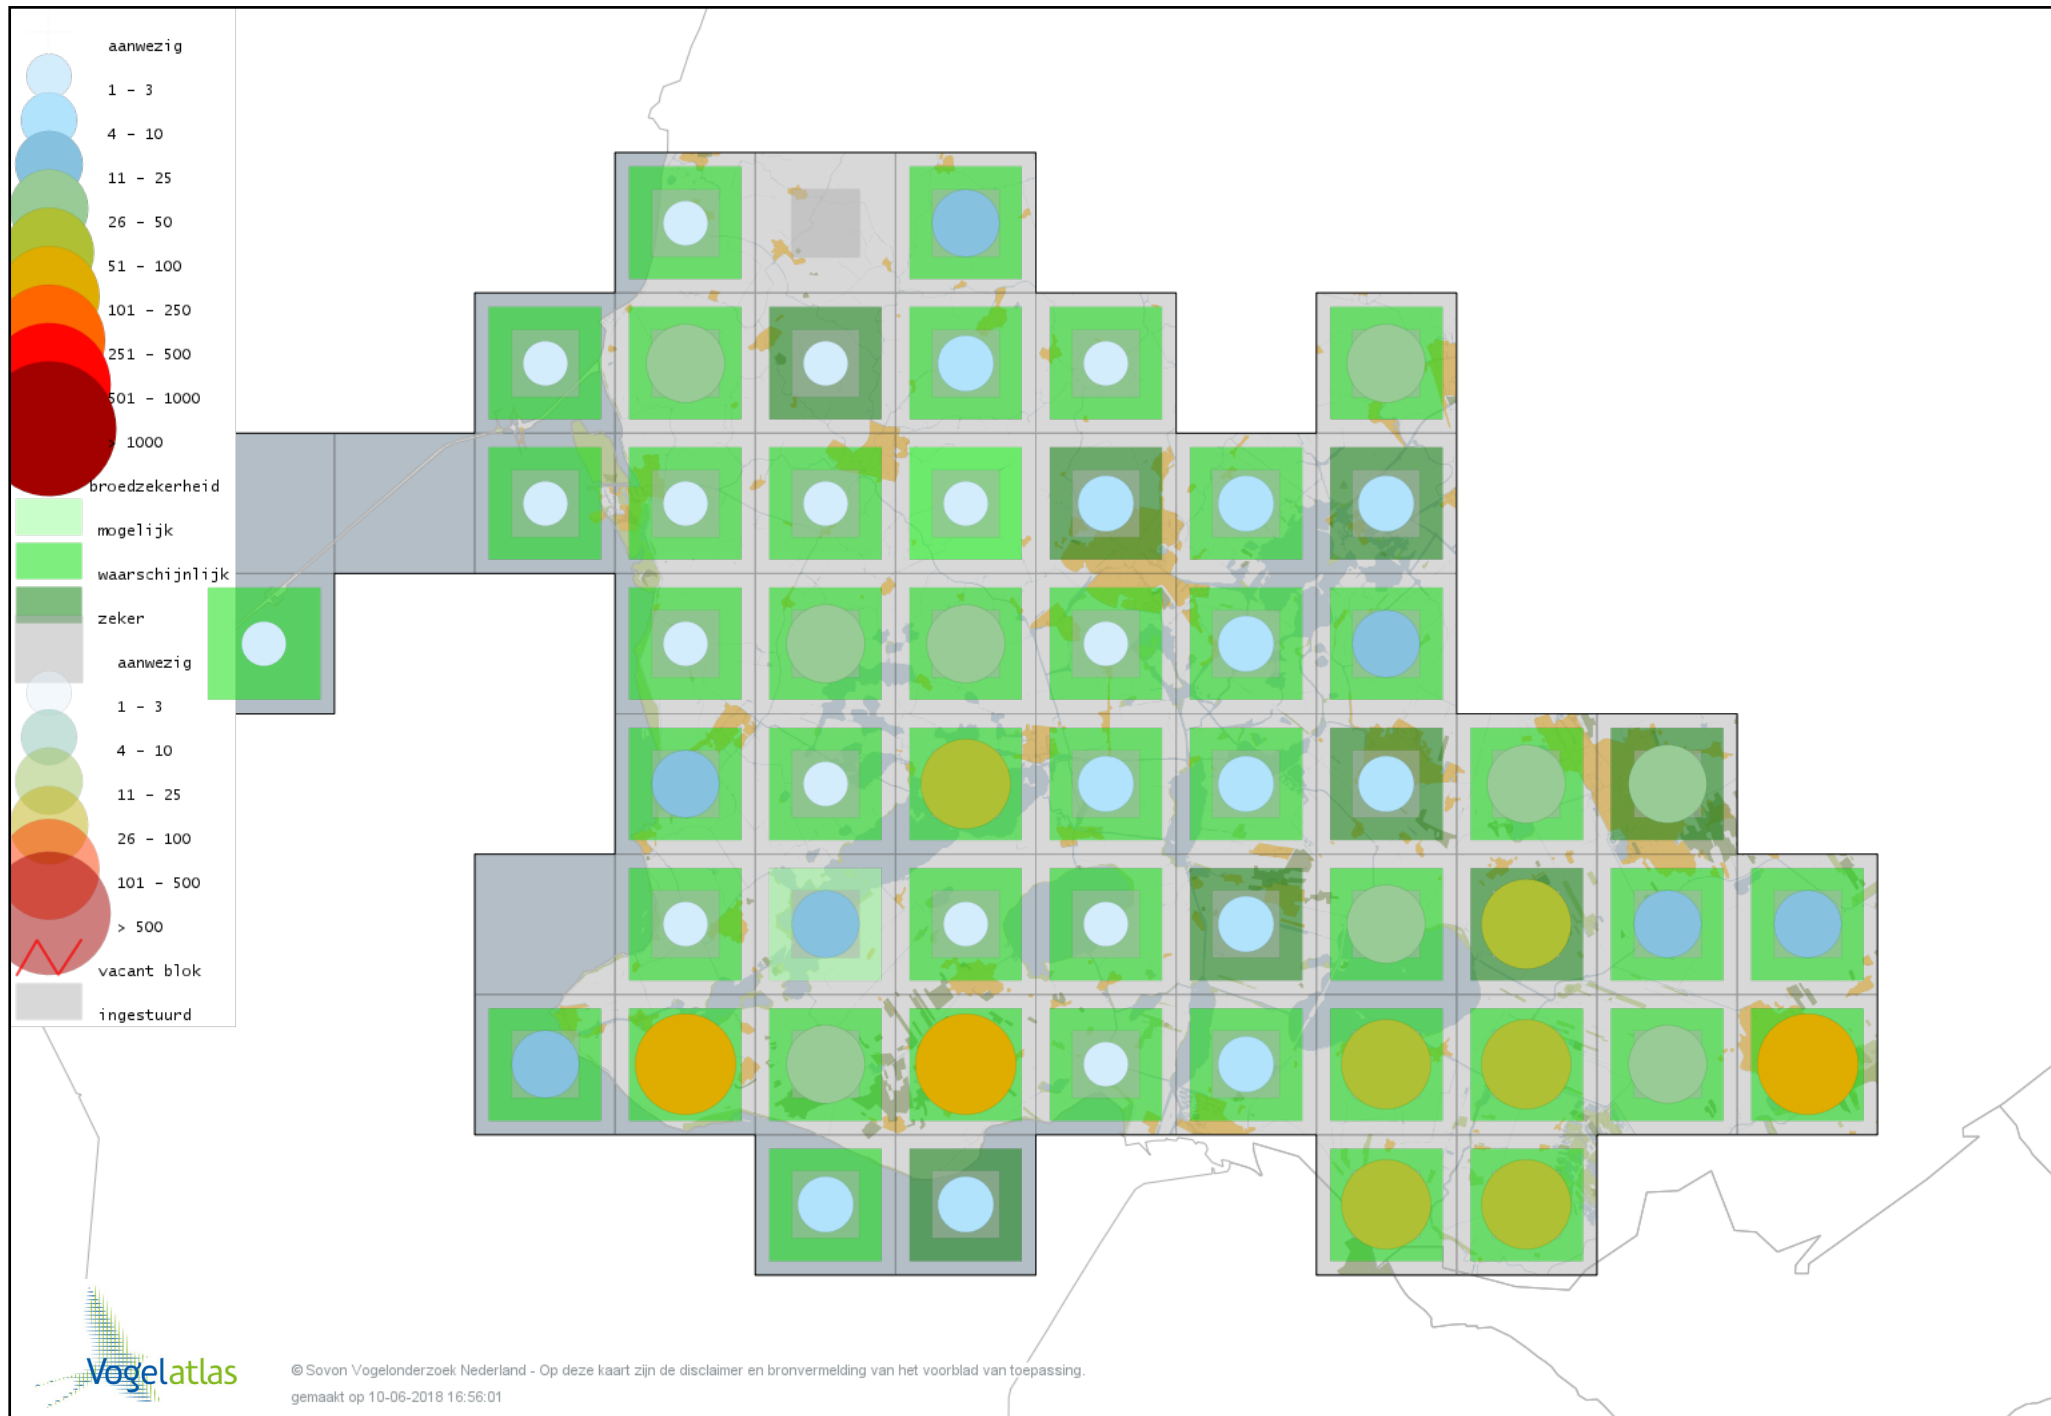 aanwezig
1 - 3
4 - 10
11 - 25
26 - 50
51 - 100
101 - 250
251 - 500
501 - 1000
> 1000
broedzekerheid
mogelijk
waarschijnlijk
zeker
aanwezig
1 - 3
4 - 10
11 - 25
26 - 100
101 - 500
> 500
vacant blok
ingestuurd
Vogelatlas
© Sovon Vogelonderzoek Nederland - Op deze kaart zijn de disclaimer en bronvermelding van het voorblad van toepassing.
gemaakt op 10-06-2018 16:56:01